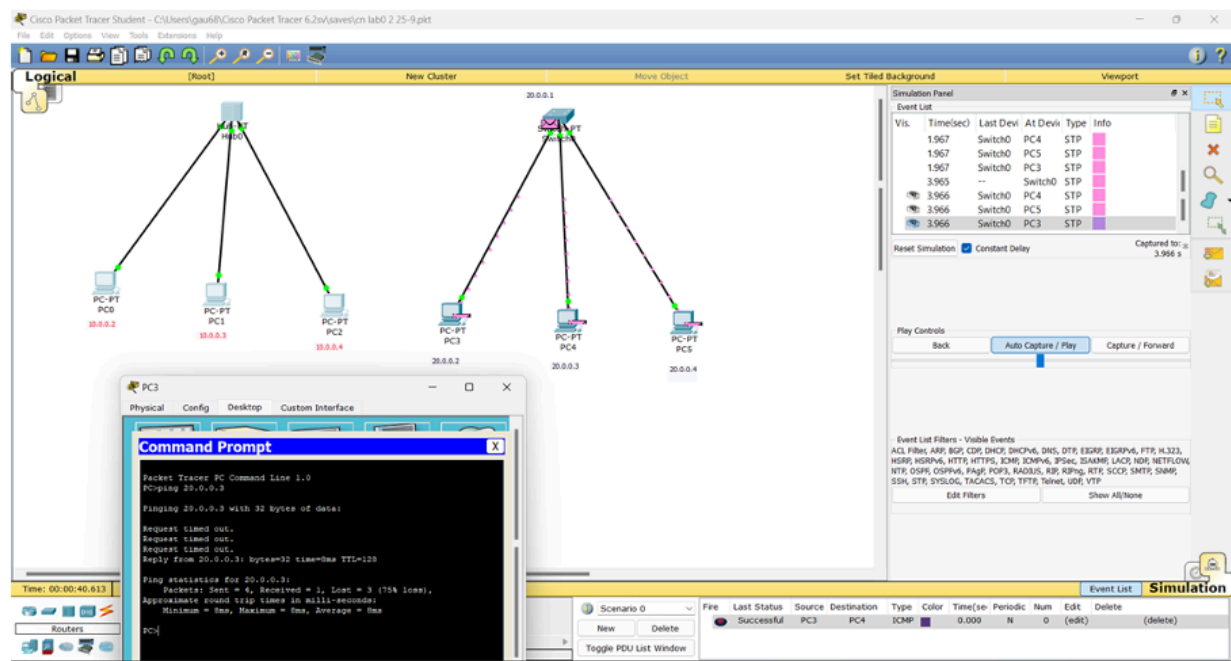 Cisco Packet Tracer Student - C:\Users\gau68\Cisco Packet Tracer 6.2sv\saves\cn lab0 2 25-9.pkt
File Edit Options View Tools Extensions Help
Logical [Root] New Cluster Move Object Set Tiled Background Viewport
Hub0
20.0.0.1
PC-PT
PC0
10.0.0.2
PC-PT
PC1
10.0.0.3
PC-PT
PC2
10.0.0.4
PC-PT
PC3
20.0.0.2
PC-PT
PC4
20.0.0.3
PC-PT
PC5
20.0.0.4
Simulation Panel
Event List
Vis. Time(sec) Last Devi At Devic Type Info
1.967 Switch0 PC4 STP
1.967 Switch0 PC5 STP
1.967 Switch0 PC3 STP
3.965 -- Switch0 STP
3.966 Switch0 PC4 STP
3.966 Switch0 PC5 STP
3.966 Switch0 PC3 STP
Reset Simulation Constant Delay Captured to:
3.966 s
Play Controls
Back Auto Capture / Play Capture / Forward
Event List Filters - Visible Events
ACL Filter, ARP, BGP, CDP, DHCP, DHCPv6, DNS, DTP, EIGRP, EIGRPv6, FTP, H.323,
HSRP, HSRPv6, HTTP, HTTPS, ICMP, ICMPv6, IPSec, ISAKMP, LACP, NDP, NETFLOW,
NTP, OSPF, OSPFv6, PAgP, POP3, RADIUS, RIP, RIPng, RTP, SCCP, SMTP, SNMP,
SSH, STP, SYSLOG, TACACS, TCP, TFTP, Telnet, UDP, VTP
Edit Filters Show All/None
PC3
Physical Config Desktop Custom Interface
Command Prompt X
Packet Tracer PC Command Line 1.0
PC>ping 20.0.0.3
Pinging 20.0.0.3 with 32 bytes of data:
Request timed out.
Request timed out.
Request timed out.
Reply from 20.0.0.3: bytes=32 time=8ms TTL=128
Ping statistics for 20.0.0.3:
Packets: Sent = 4, Received = 1, Lost = 3 (75% loss),
Approximate round trip times in milli-seconds:
Minimum = 8ms, Maximum = 8ms, Average = 8ms
PC>
Time: 00:00:40.613
Event List Simulation
Routers
Scenario 0
New Delete
Toggle PDU List Window
Fire Last Status Source Destination Type Color Time(se Periodic Num Edit Delete
Successful PC3 PC4 ICMP 0.000 N 0 (edit) (delete)